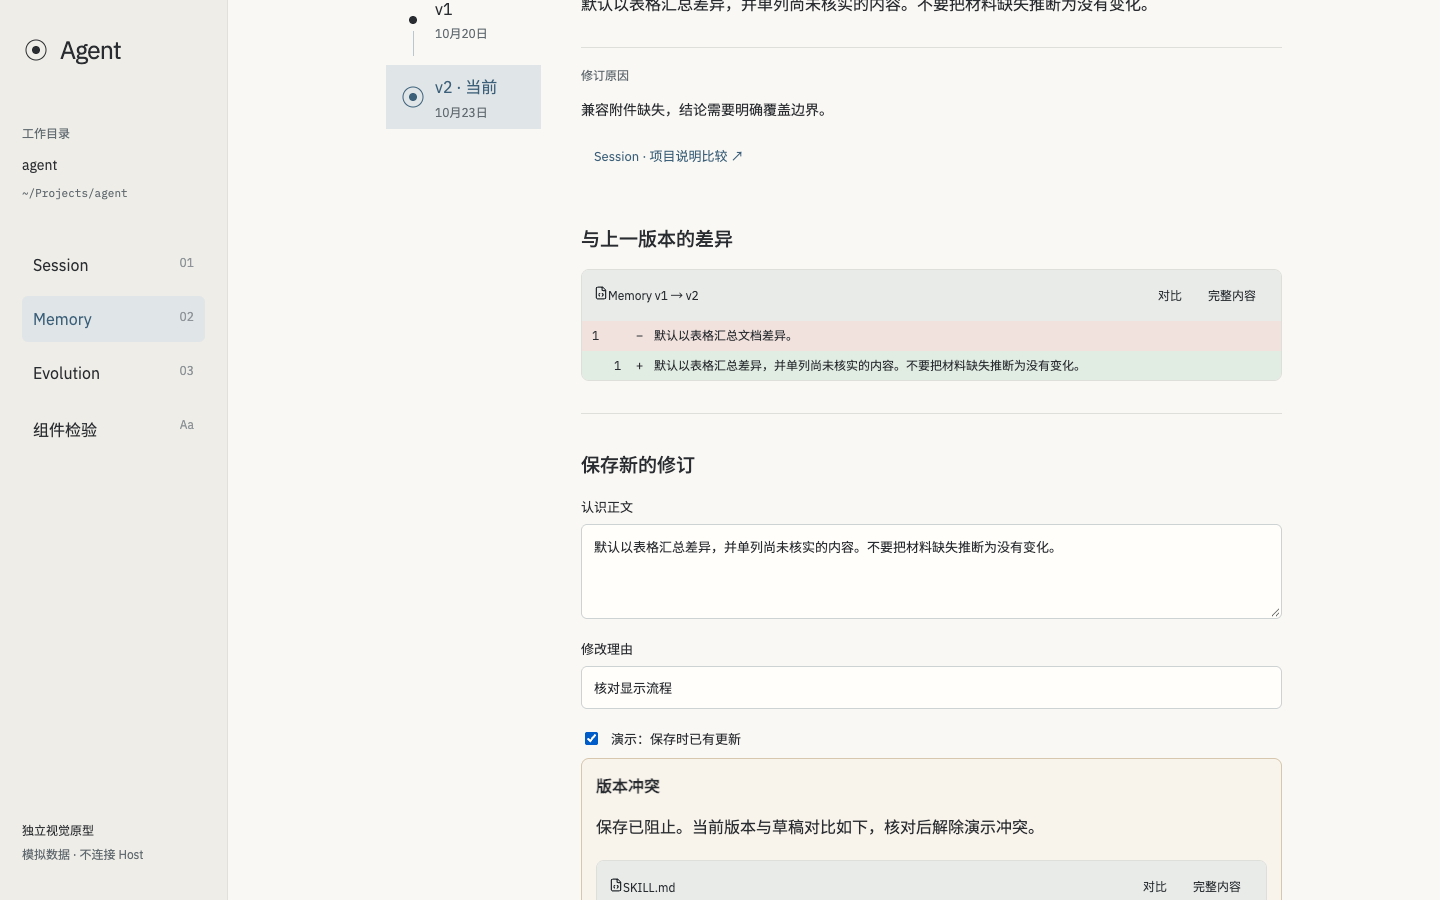 Agent
工作目录
agent
~/Projects/agent
Session 01
Memory 02
Evolution 03
组件检验 Aa
独立视觉原型
模拟数据 · 不连接 Host
v1
10月20日
v2 · 当前
10月23日
默认以表格汇总差异，并单列尚未核实的内容。不要把材料缺失推断为没有变化。
修订原因
兼容附件缺失，结论需要明确覆盖边界。
Session · 项目说明比较 ↗
与上一版本的差异
Memory v1 → v2 对比 完整内容
1 − 默认以表格汇总文档差异。
1 + 默认以表格汇总差异，并单列尚未核实的内容。不要把材料缺失推断为没有变化。
保存新的修订
认识正文
默认以表格汇总差异，并单列尚未核实的内容。不要把材料缺失推断为没有变化。
修改理由
核对显示流程
演示：保存时已有更新
版本冲突
保存已阻止。当前版本与草稿对比如下，核对后解除演示冲突。
SKILL.md 对比 完整内容